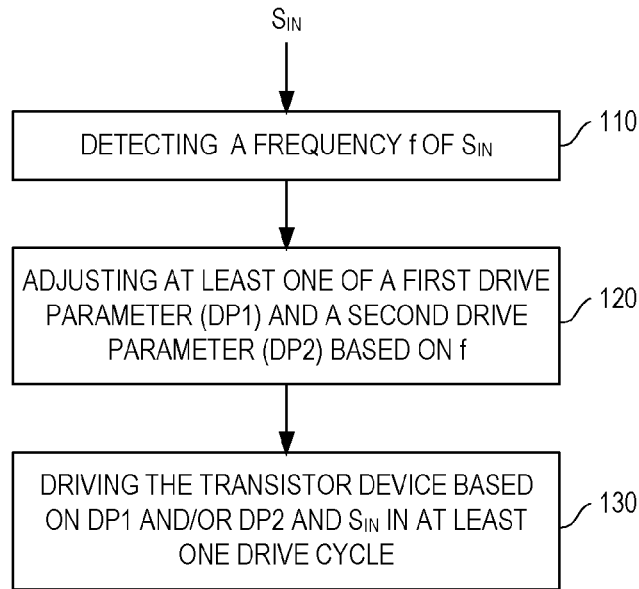 S_IN
DETECTING A FREQUENCY f OF S_IN
110
ADJUSTING AT LEAST ONE OF A FIRST DRIVE
PARAMETER (DP1) AND A SECOND DRIVE
PARAMETER (DP2) BASED ON f
120
DRIVING THE TRANSISTOR DEVICE BASED
ON DP1 AND/OR DP2 AND S_IN IN AT LEAST
ONE DRIVE CYCLE
130